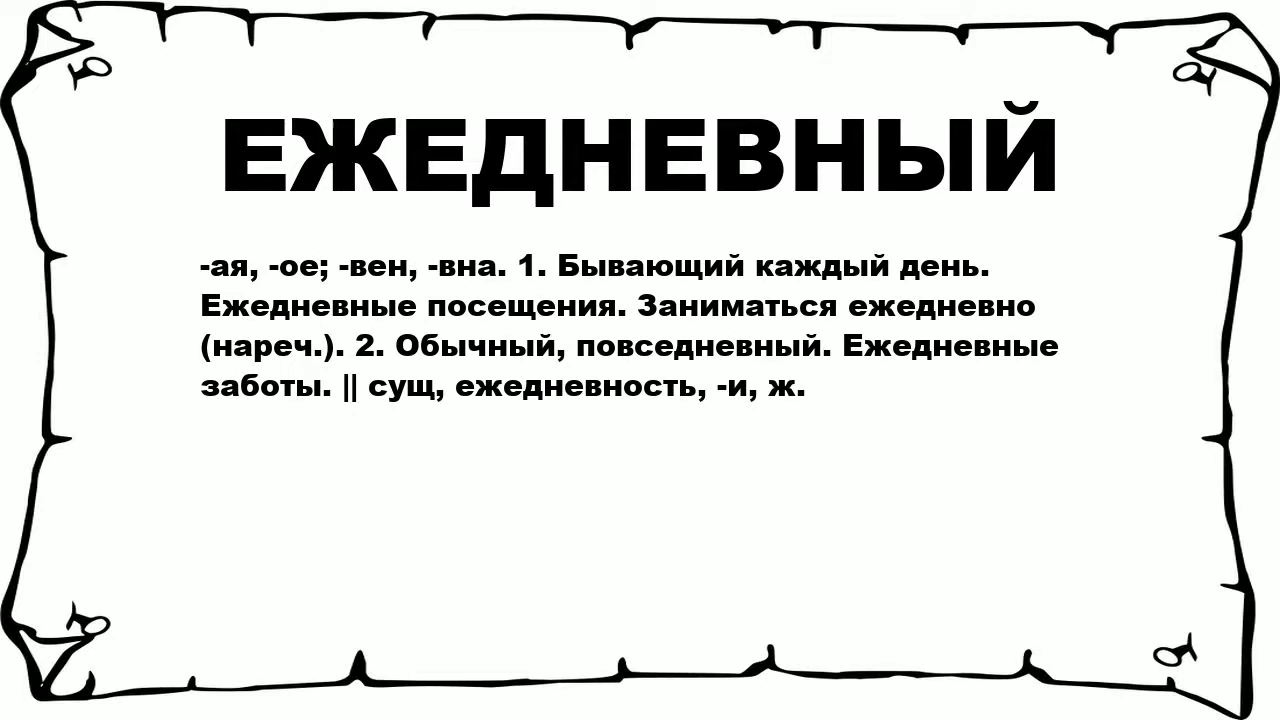 ЕЖЕДНЕВНЫЙ
-ая, -ое; -вен, -вна. 1. Бывающий каждый день.
Ежедневные посещения. Заниматься ежедневно
(нареч.). 2. Обычный, повседневный. Ежедневные
заботы. || сущ, ежедневность, -и, ж.